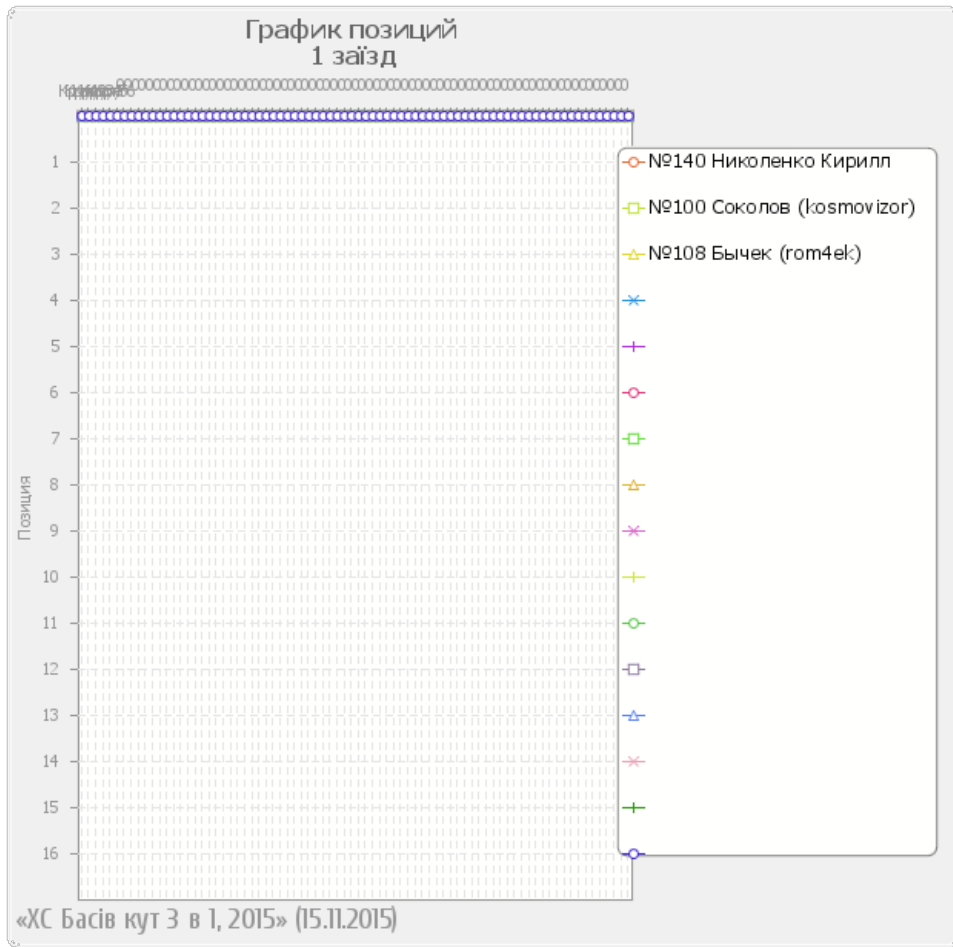 График позиций
1 заїзд
1
№140 Николенко Кирилл
2
№100 Соколов (kosmovizor)
3
№108 Бычек (rom4ek)
4
5
6
7
8
9
10
11
12
13
14
15
16
Позиция
«ХС Басів кут 3 в 1, 2015» (15.11.2015)